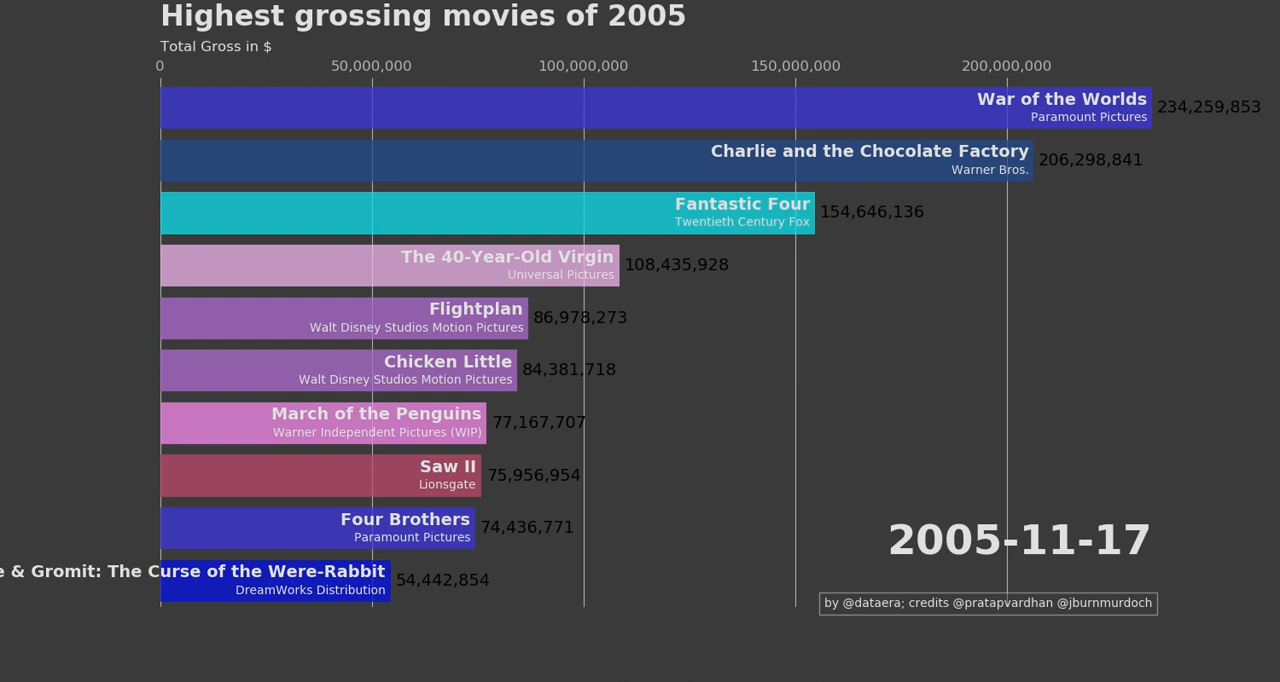 Highest grossing movies of 2005
Total Gross in $
0 50,000,000 100,000,000 150,000,000 200,000,000
War of the Worlds
Paramount Pictures
234,259,853
Charlie and the Chocolate Factory
Warner Bros.
206,298,841
Fantastic Four
Twentieth Century Fox
154,646,136
The 40-Year-Old Virgin
Universal Pictures
108,435,928
Flightplan
Walt Disney Studios Motion Pictures
86,978,273
Chicken Little
Walt Disney Studios Motion Pictures
84,381,718
March of the Penguins
Warner Independent Pictures (WIP)
77,167,707
Saw II
Lionsgate
75,956,954
Four Brothers
Paramount Pictures
74,436,771
e & Gromit: The Curse of the Were-Rabbit
DreamWorks Distribution
54,442,854
2005-11-17
by @dataera; credits @pratapvardhan @jburnmurdoch